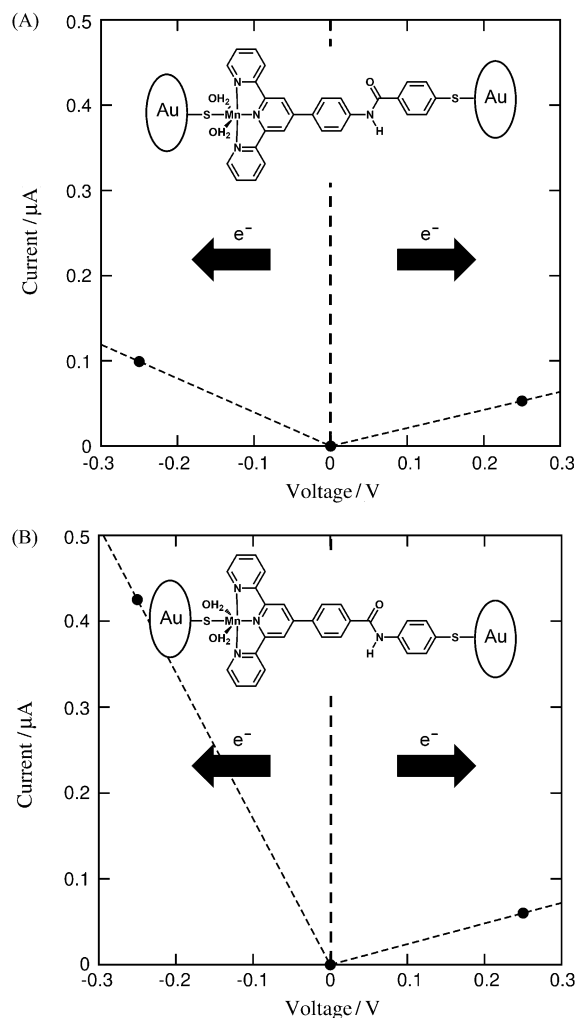 (A)
0.5
0.4
0.3
0.2
0.1
0
Current / µA
Au
S
OH₂
Mn
OH₂
N
N
N
O
N
H
S
Au
e⁻
e⁻
-0.3 -0.2 -0.1 0 0.1 0.2 0.3
Voltage / V
(B)
0.5
0.4
0.3
0.2
0.1
0
Current / µA
Au
S
OH₂
Mn
OH₂
N
N
N
O
N
H
S
Au
e⁻
e⁻
-0.3 -0.2 -0.1 0 0.1 0.2 0.3
Voltage / V